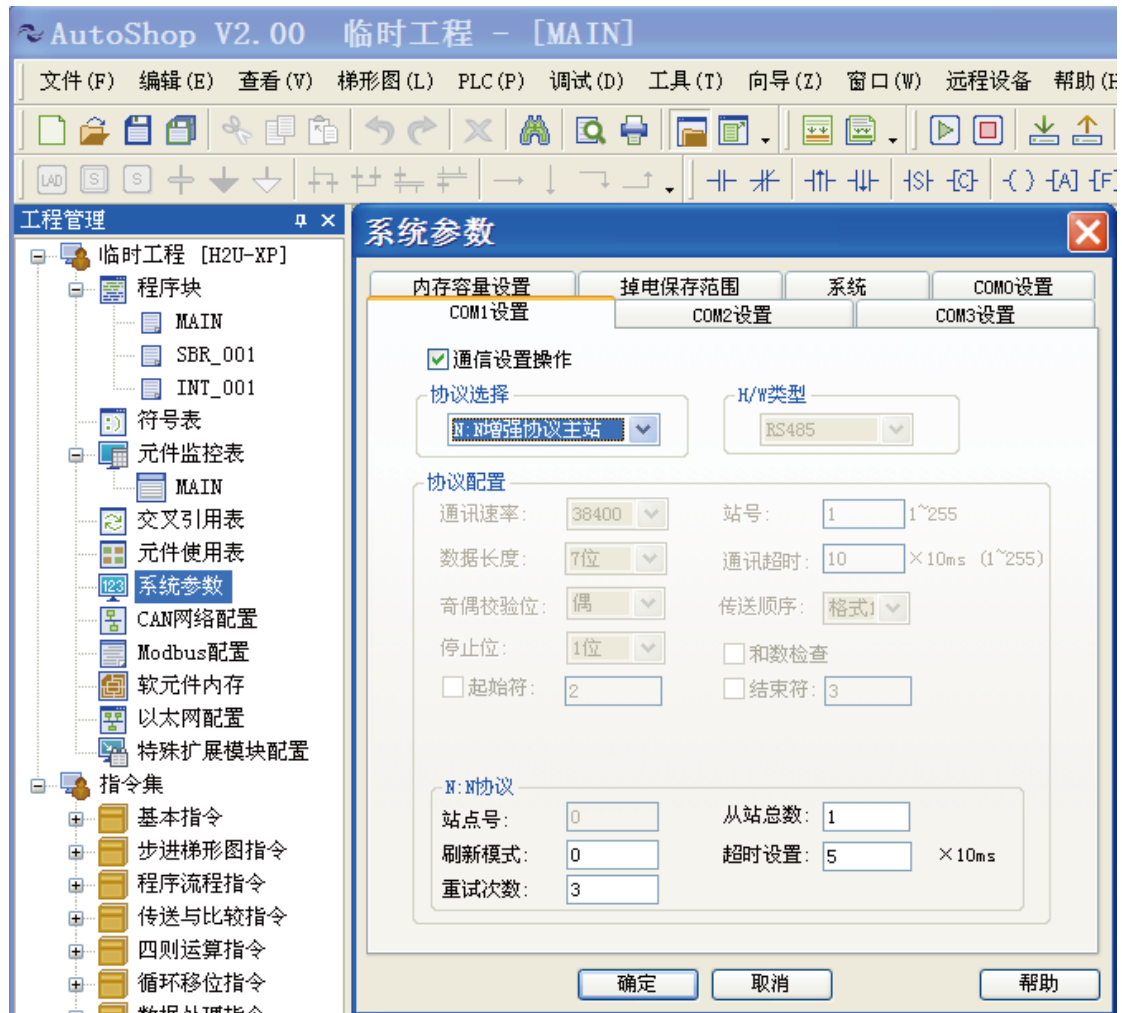 AutoShop V2.00 临时工程 - [MAIN]
文件(F) 编辑(E) 查看(V) 梯形图(L) PLC(P) 调试(D) 工具(T) 向导(Z) 窗口(W) 远程设备 帮助(H
LAD S S S C ( ) [A] [F]
工程管理
临时工程 [H2U-XP]
程序块
MAIN
SBR_001
INT_001
符号表
元件监控表
MAIN
交叉引用表
元件使用表
123 系统参数
CAN网络配置
Modbus配置
软元件内存
以太网配置
特殊扩展模块配置
指令集
基本指令
步进梯形图指令
程序流程指令
传送与比较指令
四则运算指令
循环移位指令
数据处理指令
系统参数
内存容量设置 掉电保存范围 系统 COM0设置
COM1设置 COM2设置 COM3设置
通信设置操作
协议选择 H/W类型
N:N增强协议主站 RS485
协议配置
通讯速率: 38400 站号: 1 1~255
数据长度: 7位 通讯超时: 10 ×10ms (1~255)
奇偶校验位: 偶 传送顺序: 格式1
停止位: 1位 和数检查
起始符: 2 结束符: 3
N:N协议
站点号: 0 从站总数: 1
刷新模式: 0 超时设置: 5 ×10ms
重试次数: 3
确定 取消 帮助